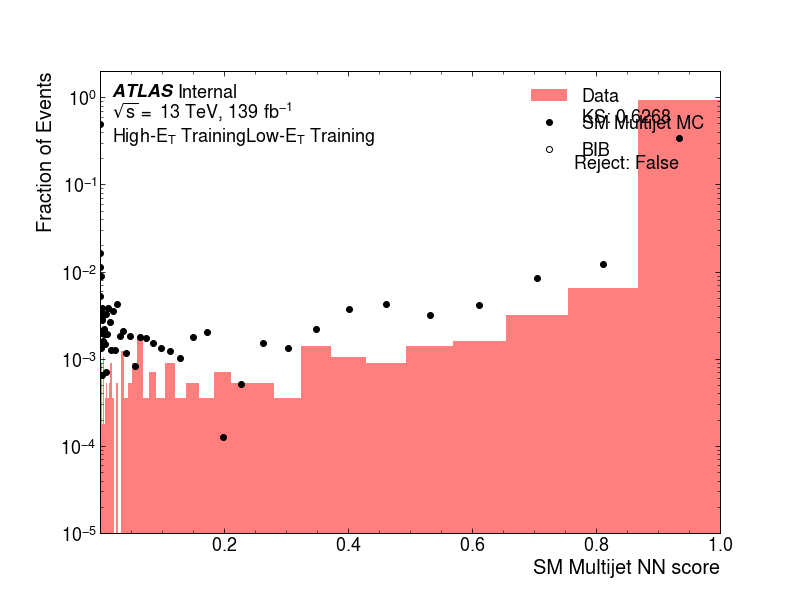 ATLAS Internal
√s = 13 TeV, 139 fb⁻¹
High-E_T TrainingLow-E_T Training
Data
KS: 0.6268
SM Multijet MC
BIB
Reject: False
Fraction of Events
10⁰
10⁻¹
10⁻²
10⁻³
10⁻⁴
10⁻⁵
0.2 0.4 0.6 0.8 1.0
SM Multijet NN score